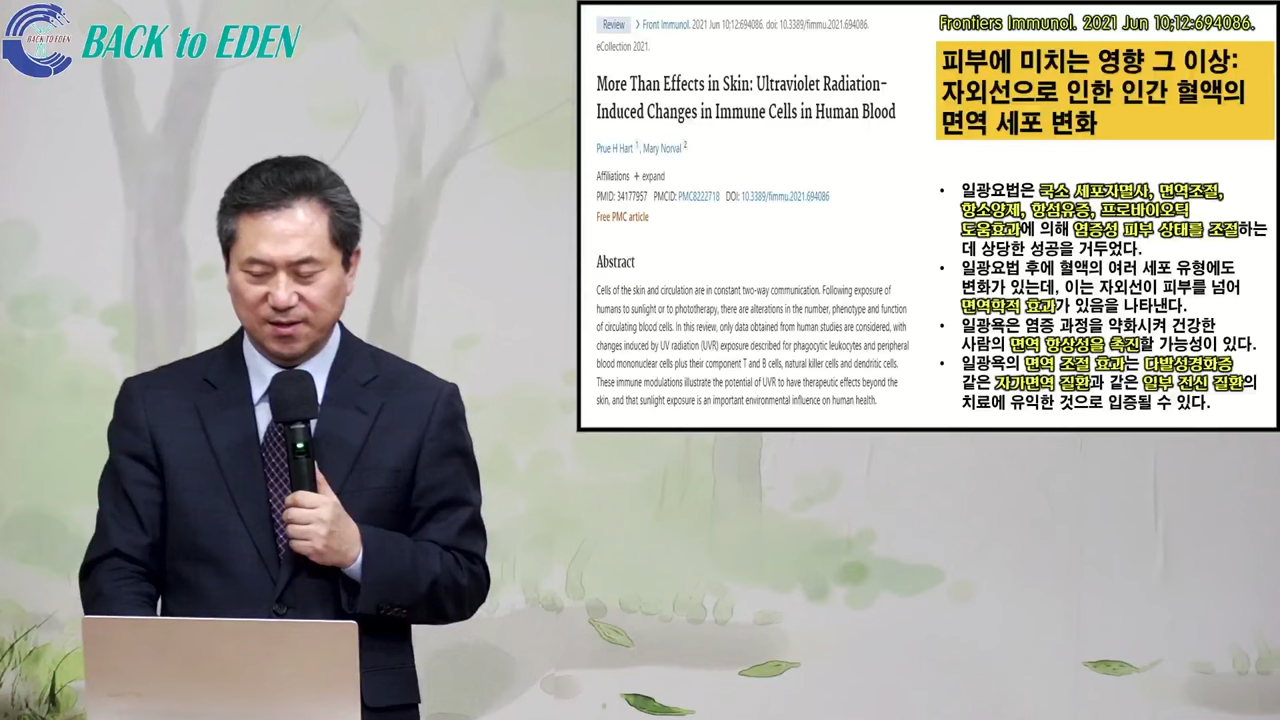 BACK TO EDEN
BACK to EDEN
Review > Front Immunol. 2021 Jun 10;12:694086. doi: 10.3389/fimmu.2021.694086.
eCollection 2021.
More Than Effects in Skin: Ultraviolet Radiation-
Induced Changes in Immune Cells in Human Blood
Prue H Hart 1, Mary Norval 2
Affiliations + expand
PMID: 34177957 PMCID: PMC8222718 DOI: 10.3389/fimmu.2021.694086
Free PMC article
Abstract
Cells of the skin and circulation are in constant two-way communication. Following exposure of
humans to sunlight or to phototherapy, there are alterations in the number, phenotype and function
of circulating blood cells. In this review, only data obtained from human studies are considered, with
changes induced by UV radiation (UVR) exposure described for phagocytic leukocytes and peripheral
blood mononuclear cells plus their component T and B cells, natural killer cells and dendritic cells.
These immune modulations illustrate the potential of UVR to have therapeutic effects beyond the
skin, and that sunlight exposure is an important environmental influence on human health.
Frontiers Immunol. 2021 Jun 10;12:694086.
피부에 미치는 영향 그 이상:
자외선으로 인한 인간 혈액의
면역 세포 변화
• 일광요법은 국소 세포자멸사, 면역조절,
항소양제, 항섬유증, 프로바이오틱
도움효과에 의해 염증성 피부 상태를 조절하는
데 상당한 성공을 거두었다.
• 일광요법 후에 혈액의 여러 세포 유형에도
변화가 있는데, 이는 자외선이 피부를 넘어
면역학적 효과가 있음을 나타낸다.
• 일광욕은 염증 과정을 약화시켜 건강한
사람의 면역 항상성을 촉진할 가능성이 있다.
• 일광욕의 면역 조절 효과는 다발성경화증
같은 자가면역 질환과 같은 일부 전신 질환의
치료에 유익한 것으로 입증될 수 있다.